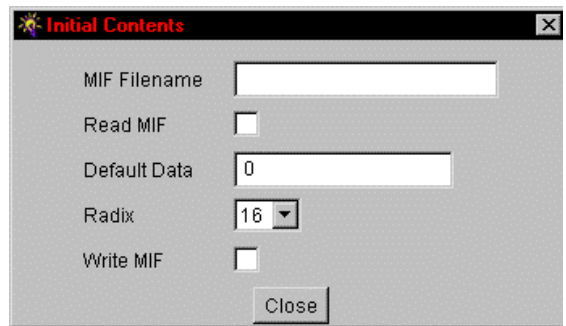 Initial Contents
MIF Filename
Read MIF
Default Data 0
Radix 16
Write MIF
Close